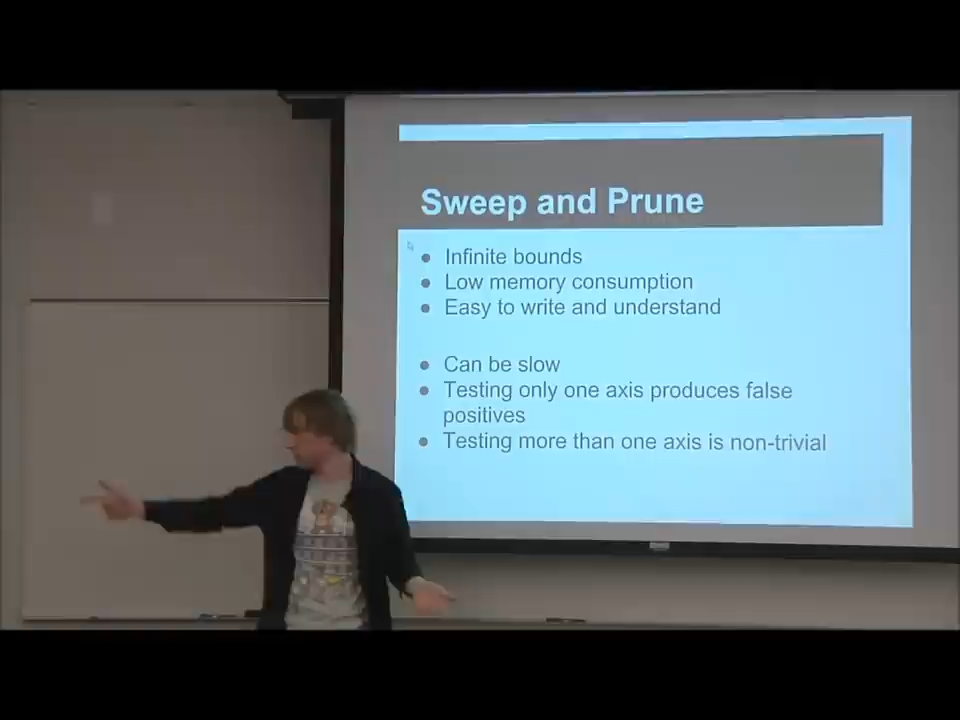 Sweep and Prune
● Infinite bounds
● Low memory consumption
● Easy to write and understand
● Can be slow
● Testing only one axis produces false
positives
● Testing more than one axis is non-trivial